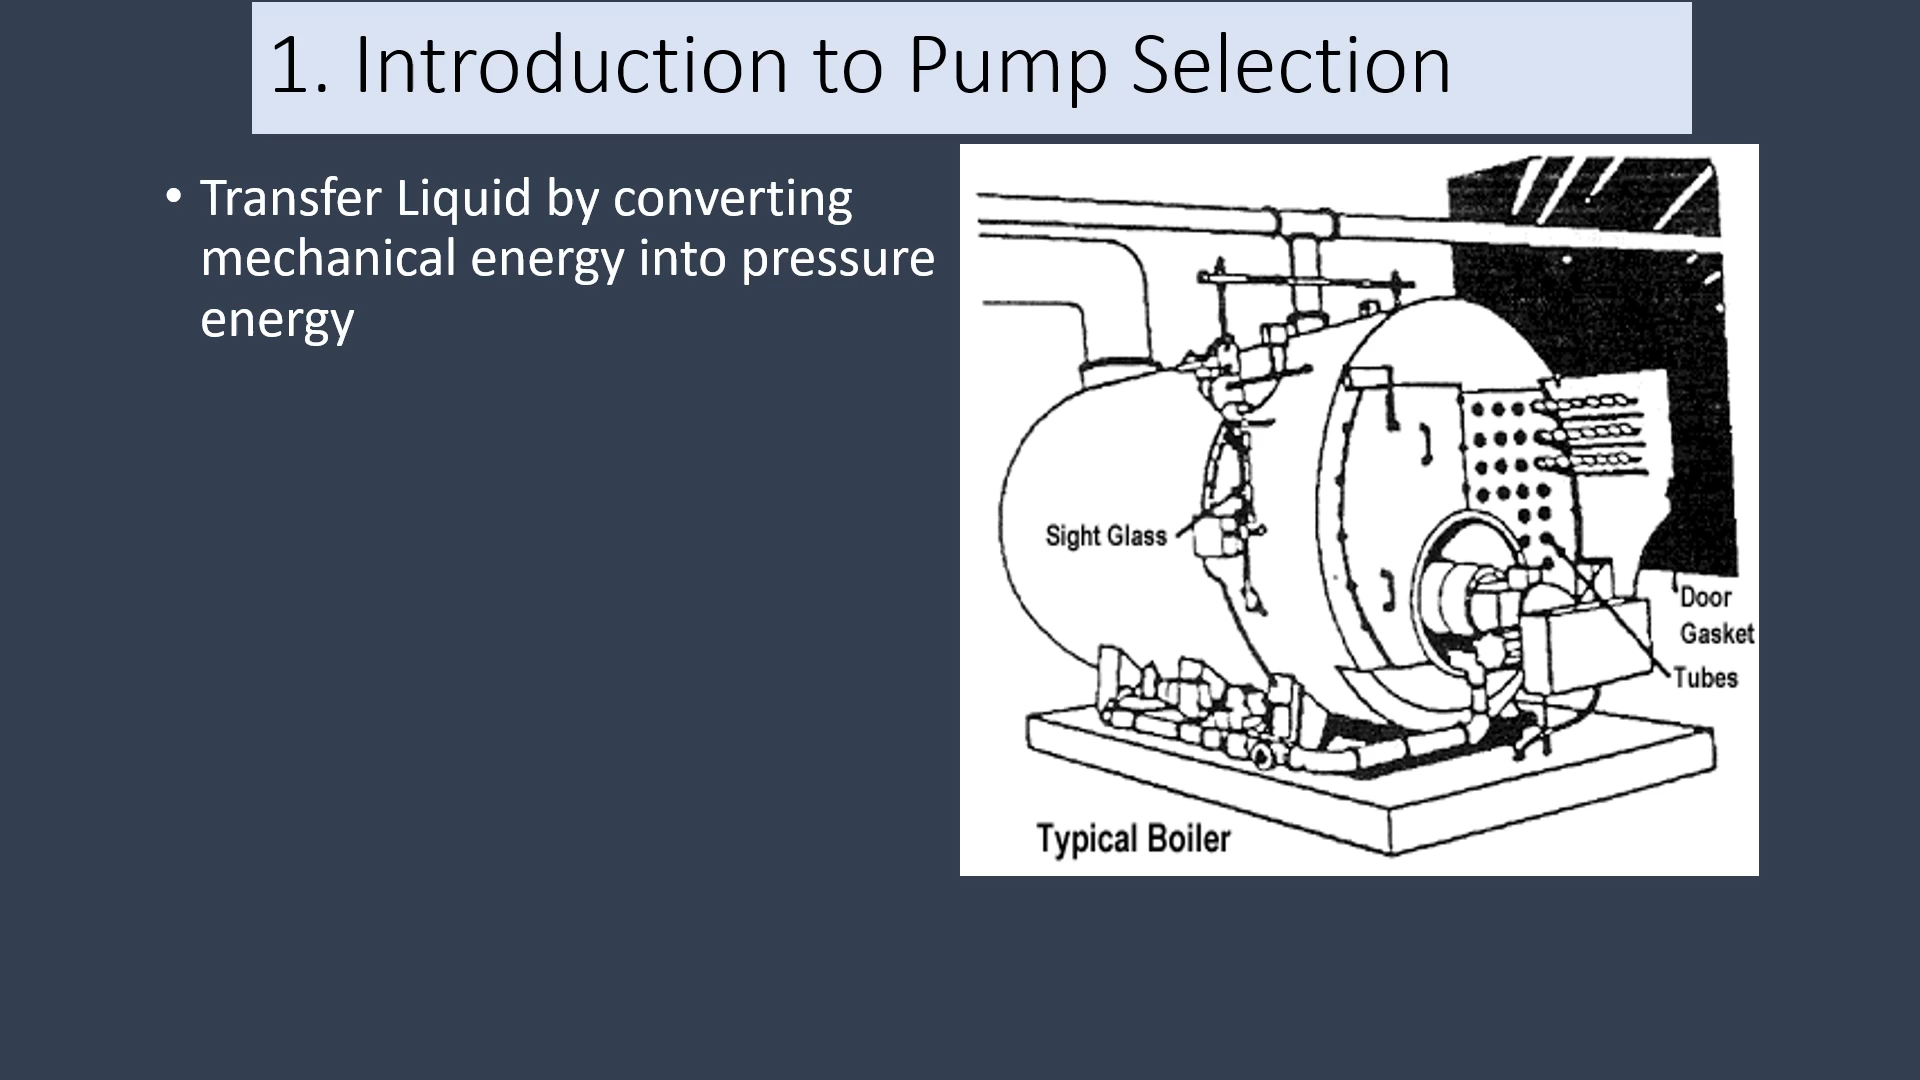 1. Introduction to Pump Selection
• Transfer Liquid by converting
mechanical energy into pressure
energy
Sight Glass
Door
Gasket
Tubes
Typical Boiler